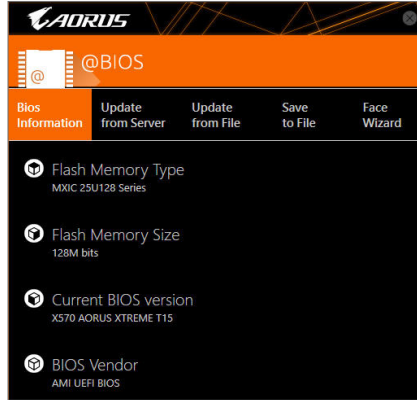 AORUS
@
@BIOS
Bios Information
Update from Server
Update from File
Save to File
Face Wizard
Flash Memory Type
MXIC 25U128 Series
Flash Memory Size
128M bits
Current BIOS version
X570 AORUS XTREME T15
BIOS Vendor
AMI UEFI BIOS